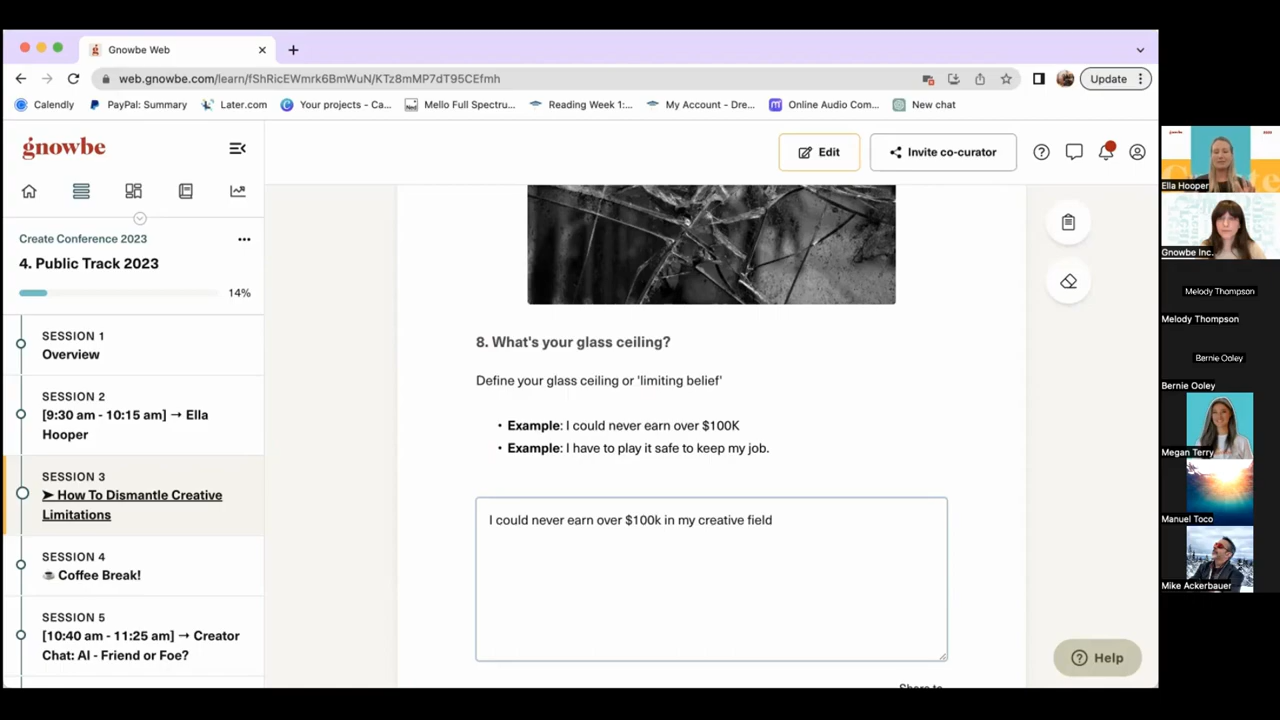 Gnowbe Web
web.gnowbe.com/learn/fShRicEWmrk6BmWuN/KTz8mMP7dT95CEfmh
Update
Calendly
PayPal: Summary
Later.com
Your projects - Ca...
Mello Full Spectru...
Reading Week 1:...
My Account - Dre...
Online Audio Com...
New chat
gnowbe
Edit
Invite co-curator
Create Conference 2023
4. Public Track 2023
14%
SESSION 1
Overview
SESSION 2
[9:30 am - 10:15 am] → Ella
Hooper
SESSION 3
➤ How To Dismantle Creative
Limitations
SESSION 4
☕ Coffee Break!
SESSION 5
[10:40 am - 11:25 am] → Creator
Chat: AI - Friend or Foe?
8. What's your glass ceiling?
Define your glass ceiling or 'limiting belief'
• Example: I could never earn over $100K
• Example: I have to play it safe to keep my job.
I could never earn over $100k in my creative field
Share to
Help
Ella Hooper
Gnowbe Inc.
Melody Thompson
Melody Thompson
Bernie Ooley
Bernie Ooley
Megan Terry
Manuel Toco
Mike Ackerbauer